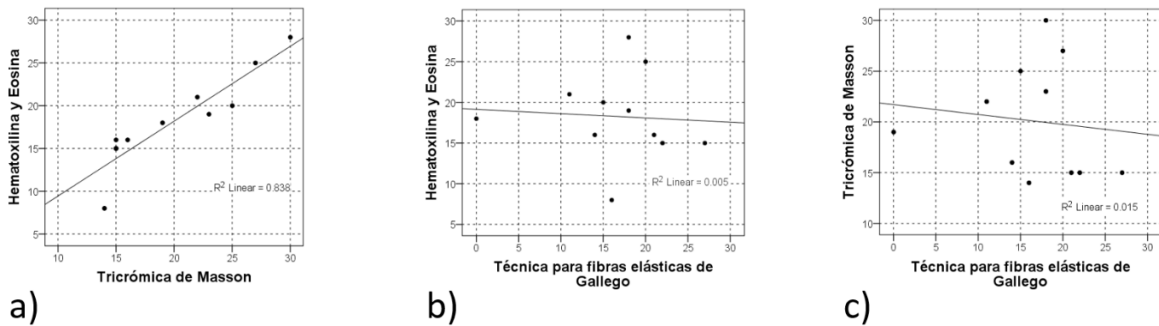 Hematoxilina y Eosina
30
25
20
15
10
5
R² Linear = 0.838
10 15 20 25 30
Tricrómica de Masson
a)
Hematoxilina y Eosina
30
25
20
15
10
5
R² Linear = 0.005
0 5 10 15 20 25 30
Técnica para fibras elásticas de
Gallego
b)
Tricrómica de Masson
30
25
20
15
10
R² Linear = 0.015
0 5 10 15 20 25 30
Técnica para fibras elásticas de
Gallego
c)